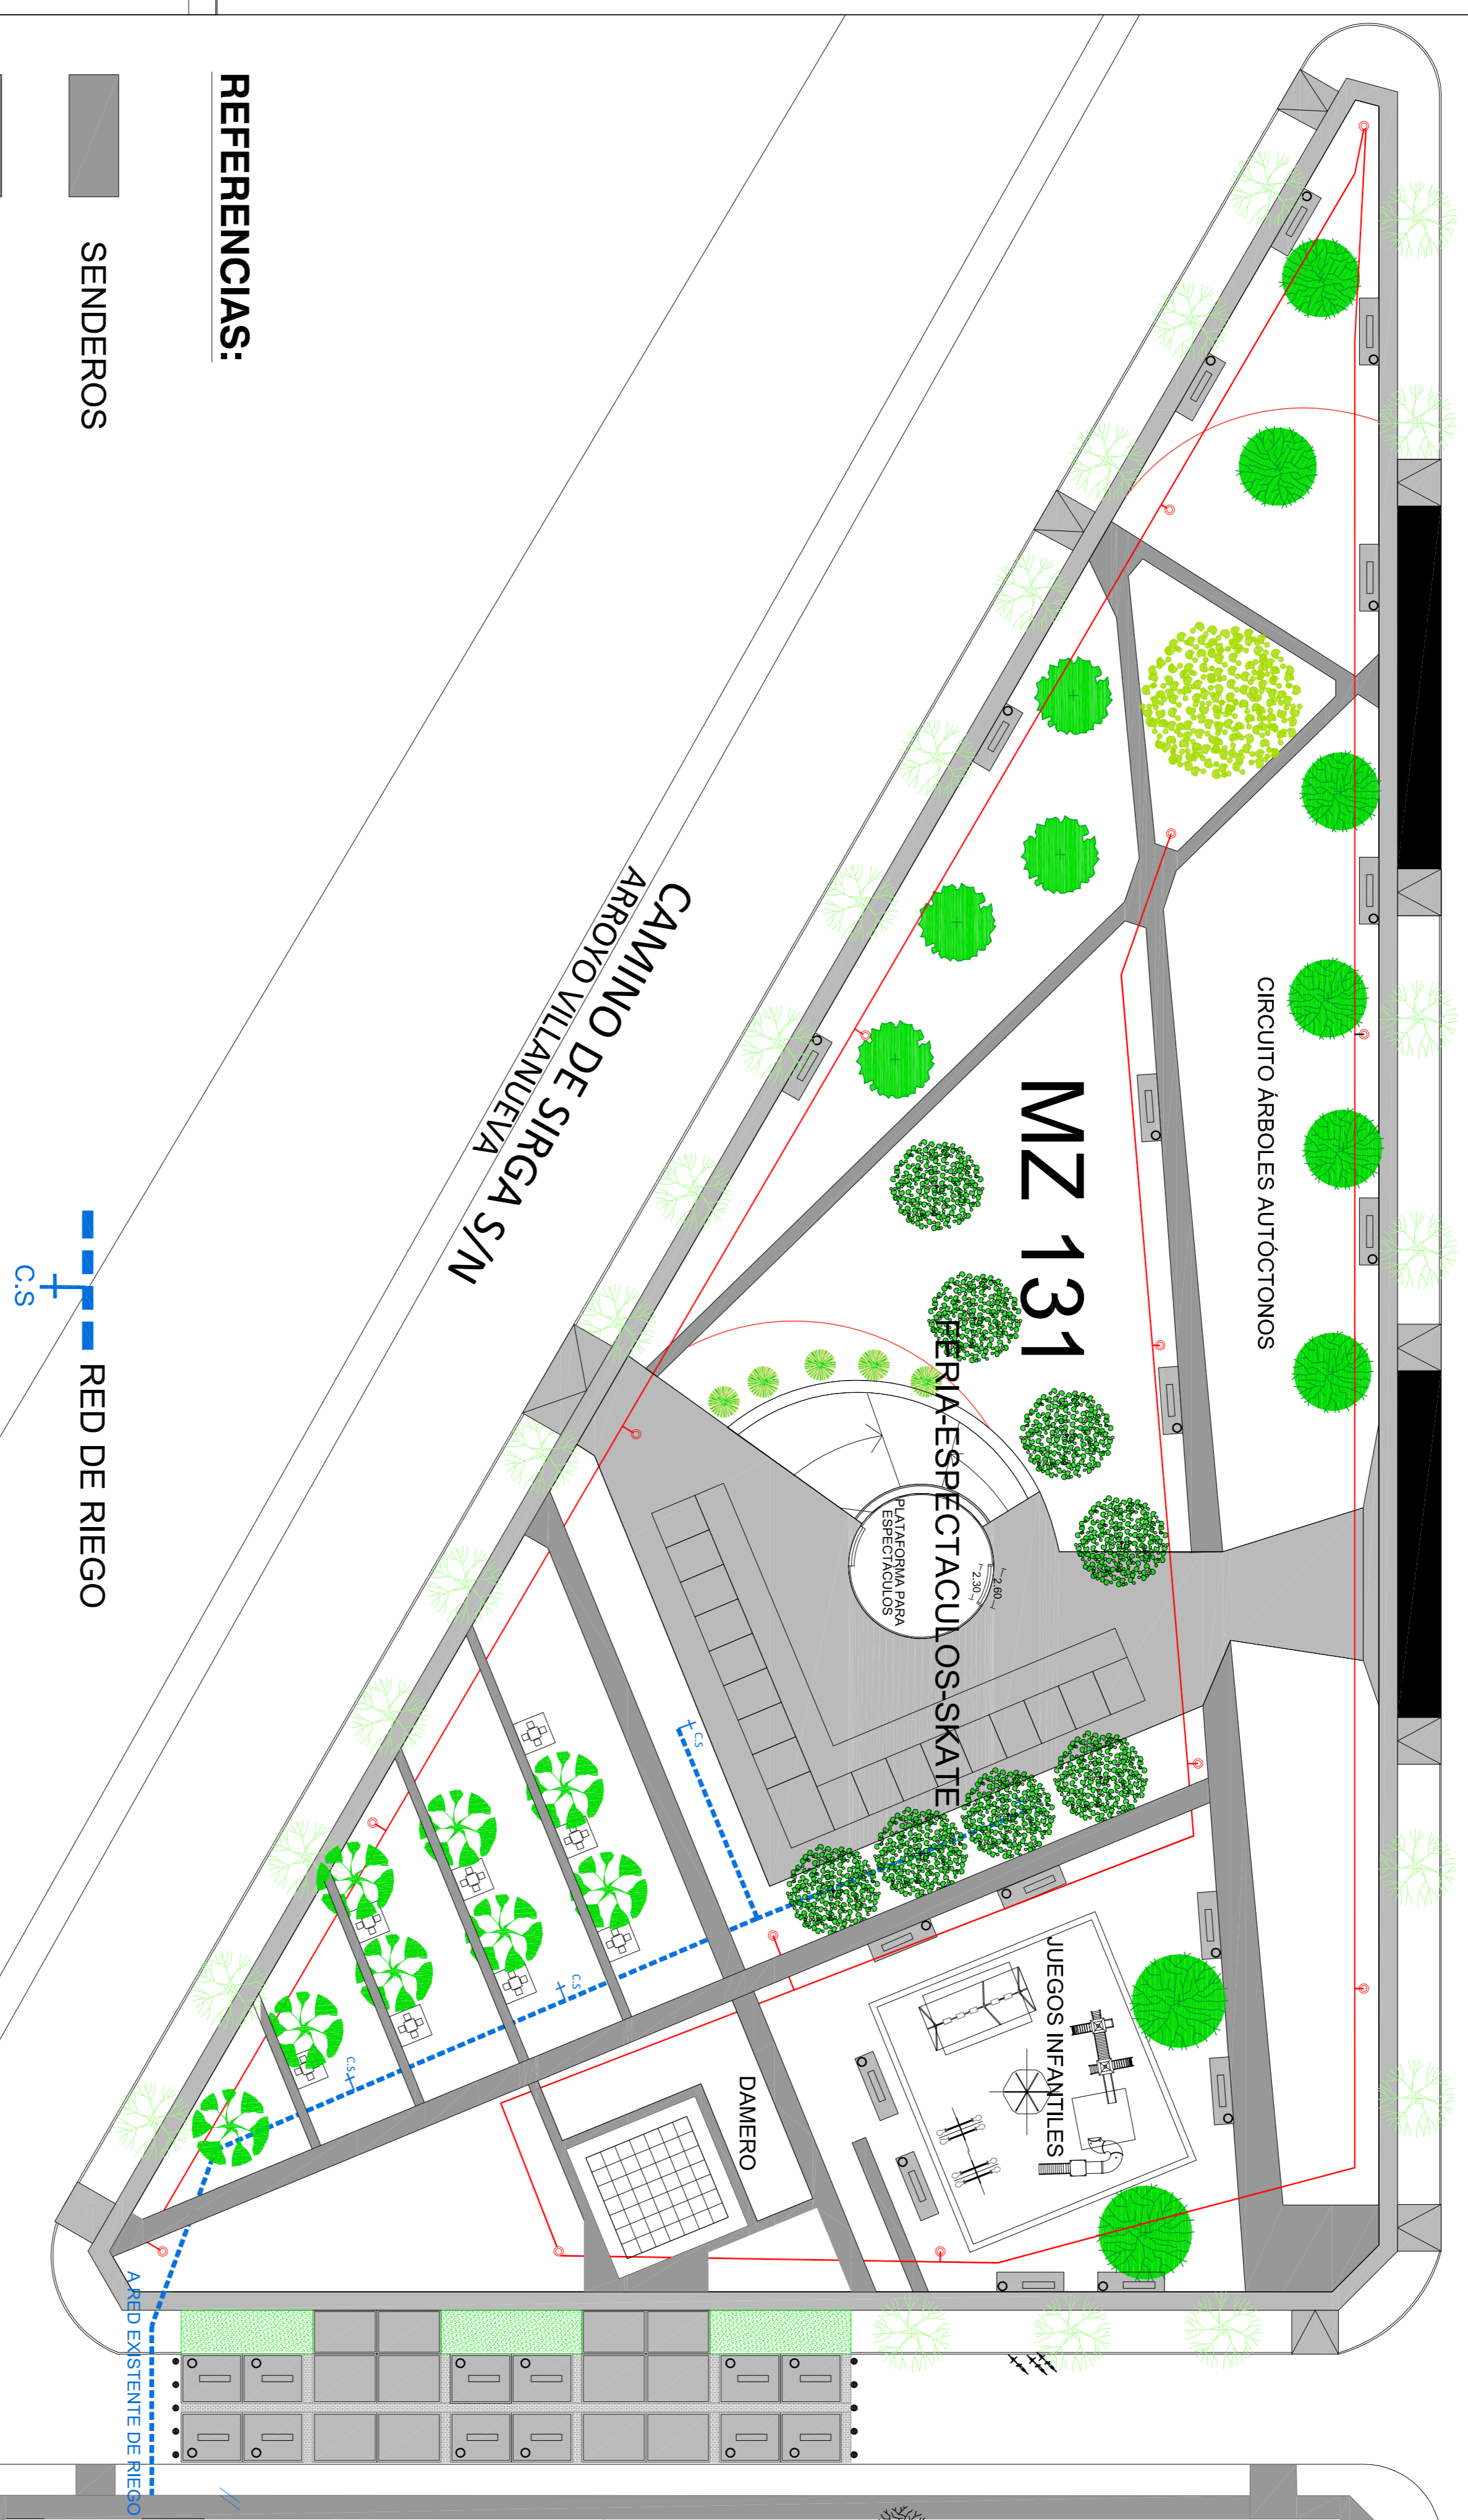 REFERENCIAS:
SENDEROS
RED DE RIEGO
C.S
CAMINO DE SIRGA S/N
ARROYO VILLANUEVA
MZ 131
CIRCUITO ÁRBOLES AUTÓCTONOS
FERIA-ESPECTACULOS-SKATE
PLATAFORMA PARA
ESPECTÁCULOS
2.60
2.30
C.S
C.S
C.S
JUEGOS INFANTILES
DAMERO
A RED EXISTENTE DE RIEGO